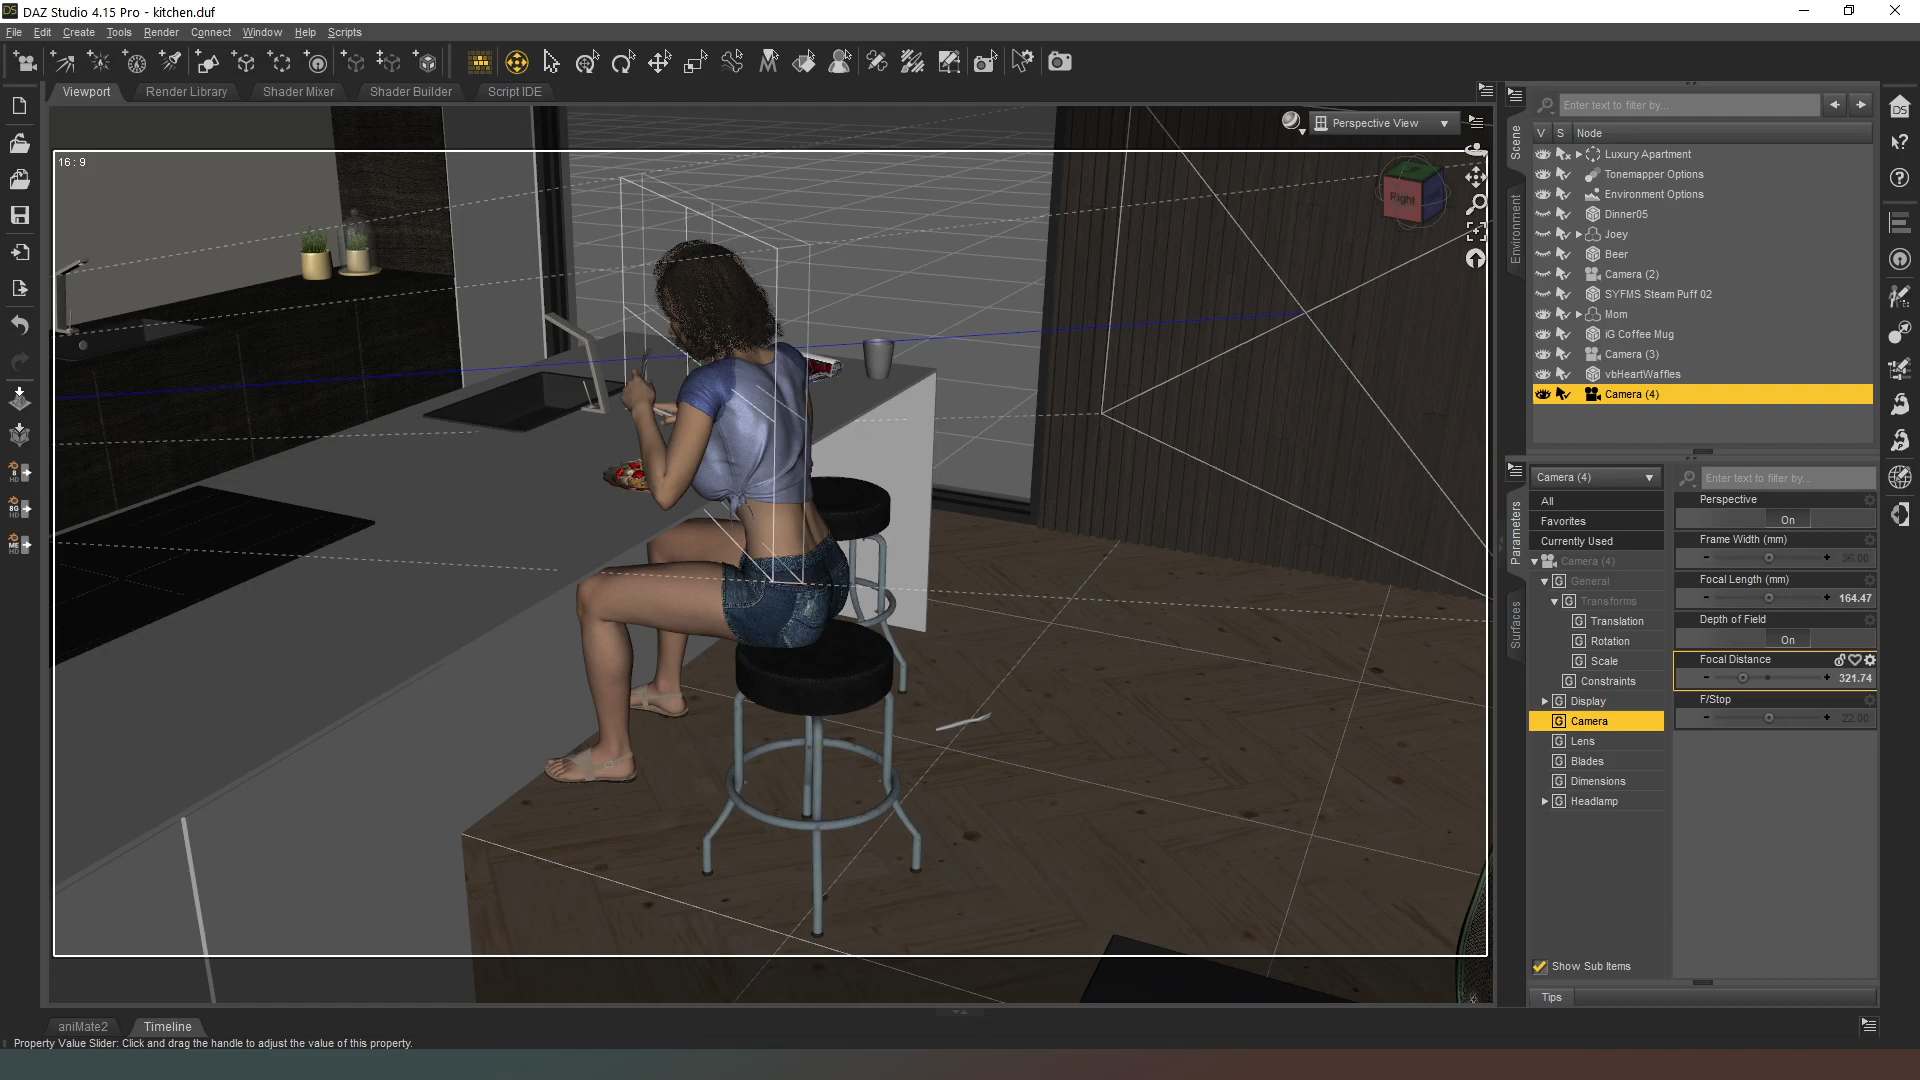 DAZ Studio 4.15 Pro - kitchen.duf
File Edit Create Tools Render Connect Window Help Scripts
Viewport Render Library Shader Mixer Shader Builder Script IDE
Perspective View
16 : 9
Right
Scene
Environment
Enter text to filter by...
V S Node
Luxury Apartment
Tonemapper Options
Environment Options
Dinner05
Joey
Beer
Camera (2)
SYFMS Steam Puff 02
Mom
iG Coffee Mug
Camera (3)
vbHeartWaffles
Camera (4)
Parameters
Surfaces
Camera (4)
All
Favorites
Currently Used
Camera (4)
General
Transforms
Translation
Rotation
Scale
Constraints
Display
Camera
Lens
Blades
Dimensions
Headlamp
Show Sub Items
Enter text to filter by...
Perspective
On
Frame Width (mm)
36.00
Focal Length (mm)
164.47
Depth of Field
On
Focal Distance
321.74
F/Stop
22.00
Tips
aniMate2 Timeline
Property Value Slider: Click and drag the handle to adjust the value of this property.